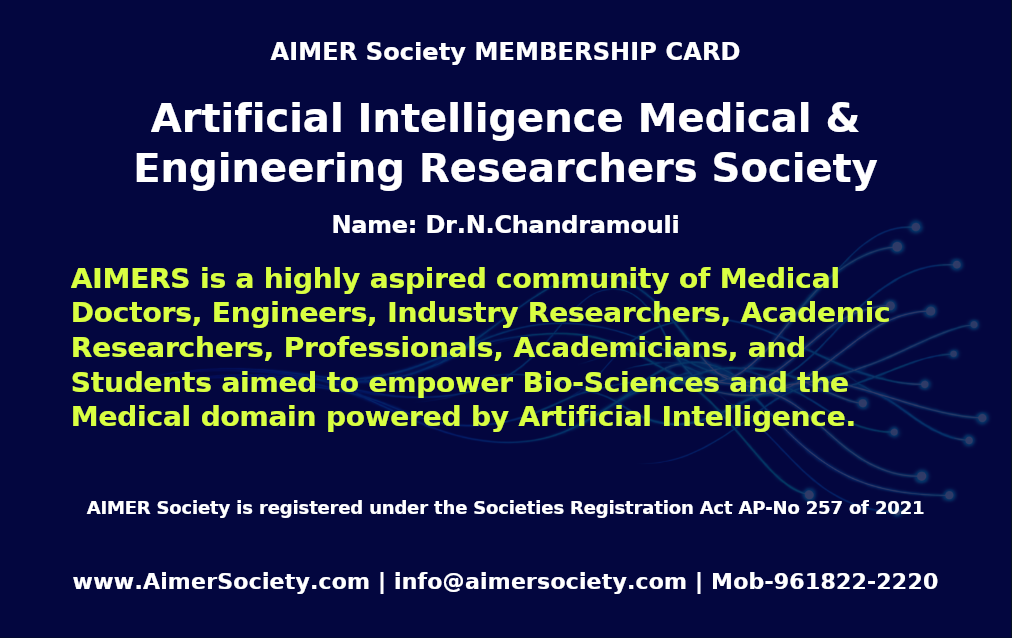 AIMER Society MEMBERSHIP CARD
Artificial Intelligence Medical &
Engineering Researchers Society
Name: Dr.N.Chandramouli
AIMERS is a highly aspired community of Medical
Doctors, Engineers, Industry Researchers, Academic
Researchers, Professionals, Academicians, and
Students aimed to empower Bio-Sciences and the
Medical domain powered by Artificial Intelligence.
AIMER Society is registered under the Societies Registration Act AP-No 257 of 2021
www.AimerSociety.com | info@aimersociety.com | Mob-961822-2220